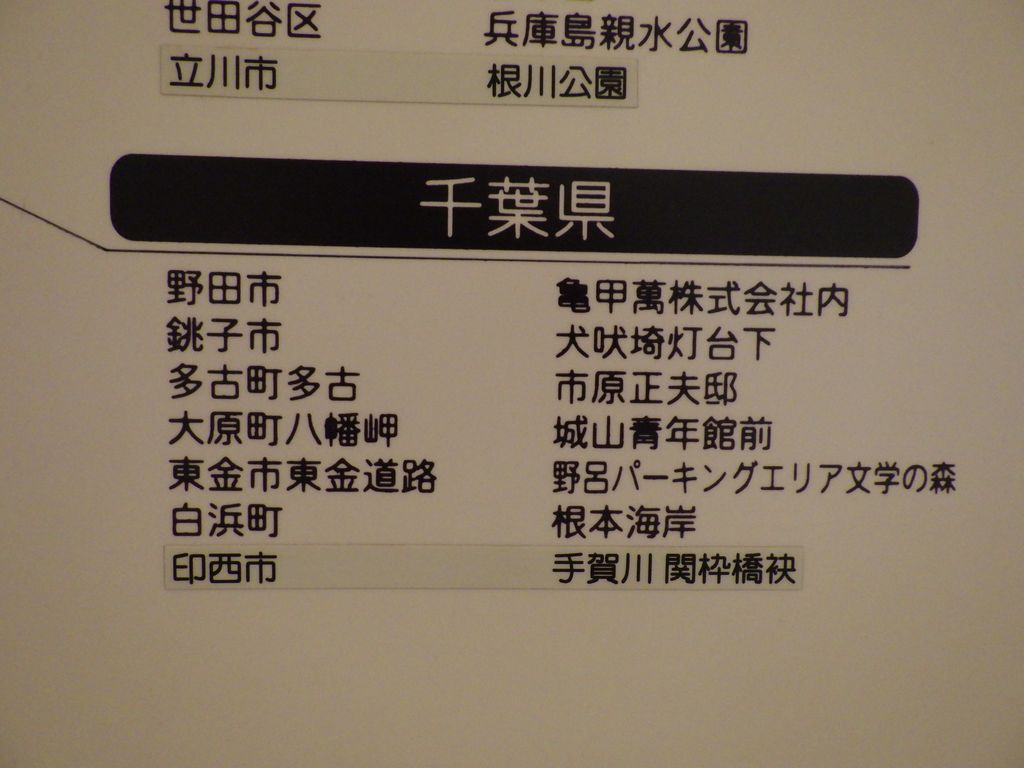 世田谷区 兵庫島親水公園
立川市 根川公園
千葉県
野田市 亀甲萬株式会社内
銚子市 犬吠埼灯台下
多古町多古 市原正夫邸
大原町八幡岬 城山青年館前
東金市東金道路 野呂パーキングエリア文学の森
白浜町 根本海岸
印西市 手賀川 関枠橋袂